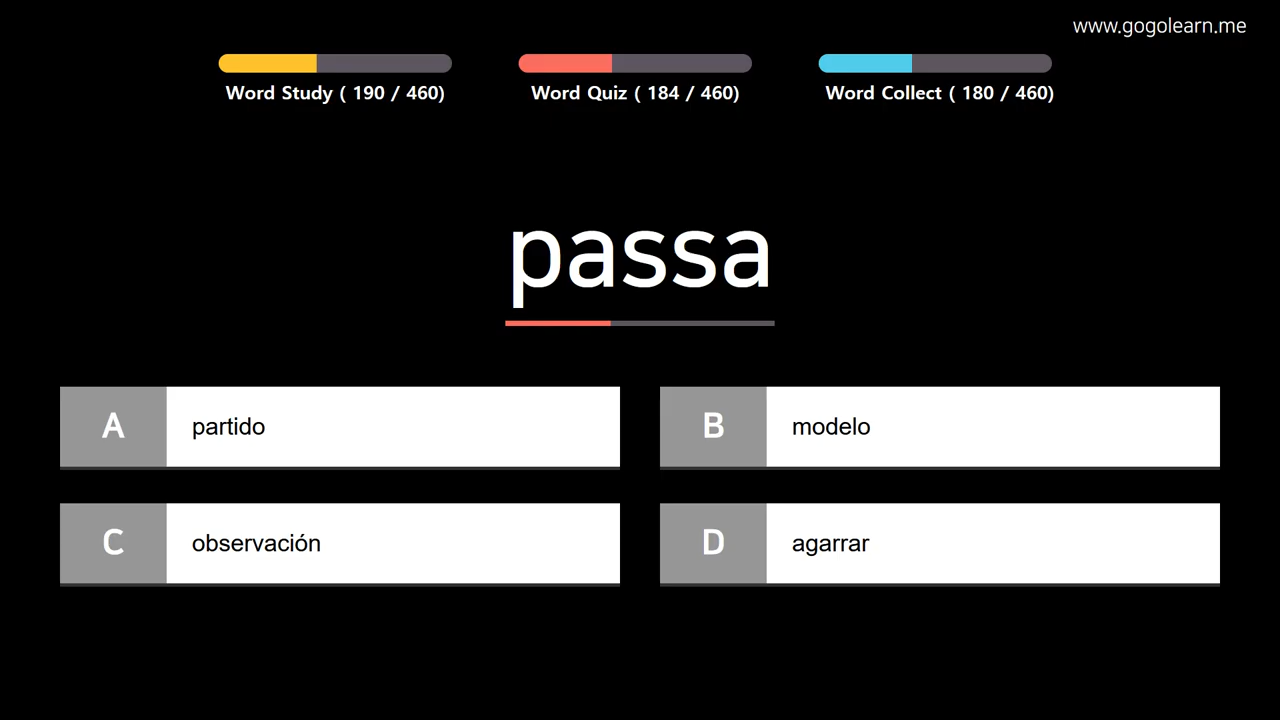 www.gogolearn.me
Word Study ( 190 / 460)
Word Quiz ( 184 / 460)
Word Collect ( 180 / 460)
passa
A partido
B modelo
C observación
D agarrar